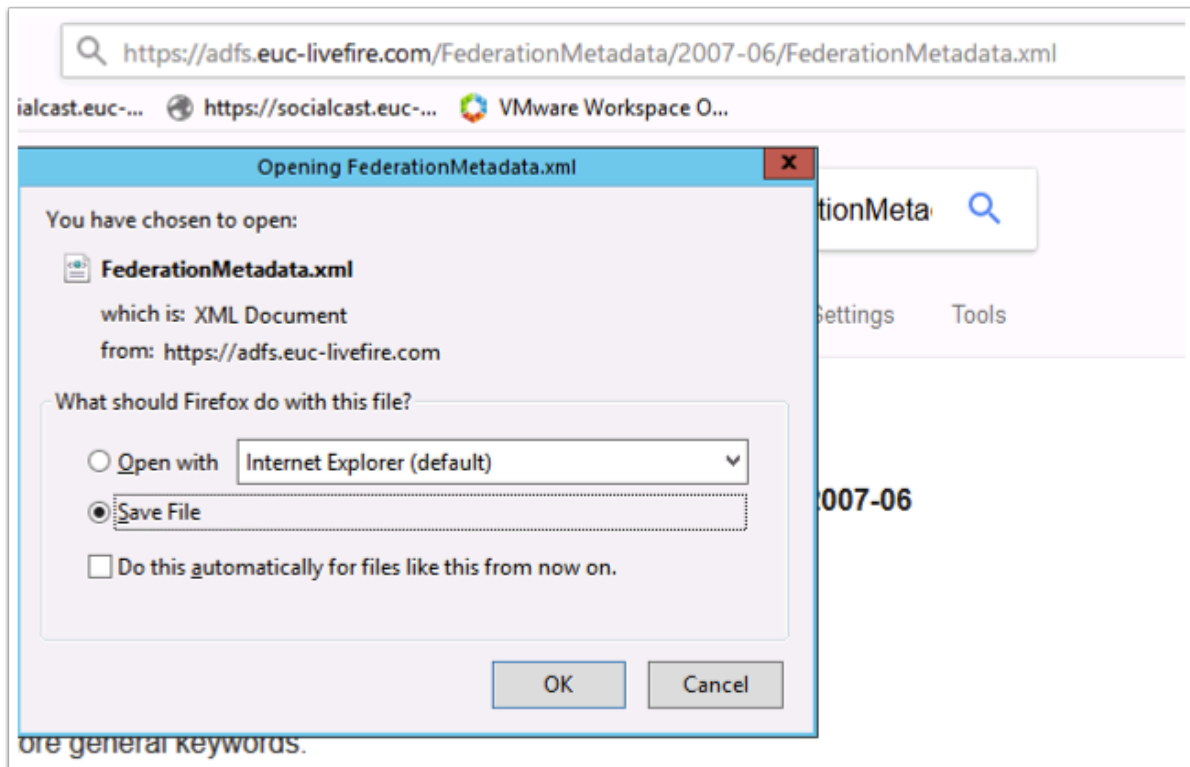 https://adfs.euc-livefire.com/FederationMetadata/2007-06/FederationMetadata.xml
ialcast.euc-... https://socialcast.euc-... VMware Workspace O...
Opening FederationMetadata.xml
You have chosen to open:
tionMeta
FederationMetadata.xml
which is: XML Document
Settings Tools
from: https://adfs.euc-livefire.com
What should Firefox do with this file?
Open with Internet Explorer (default)
Save File
2007-06
Do this automatically for files like this from now on.
OK Cancel
ore general keywords.